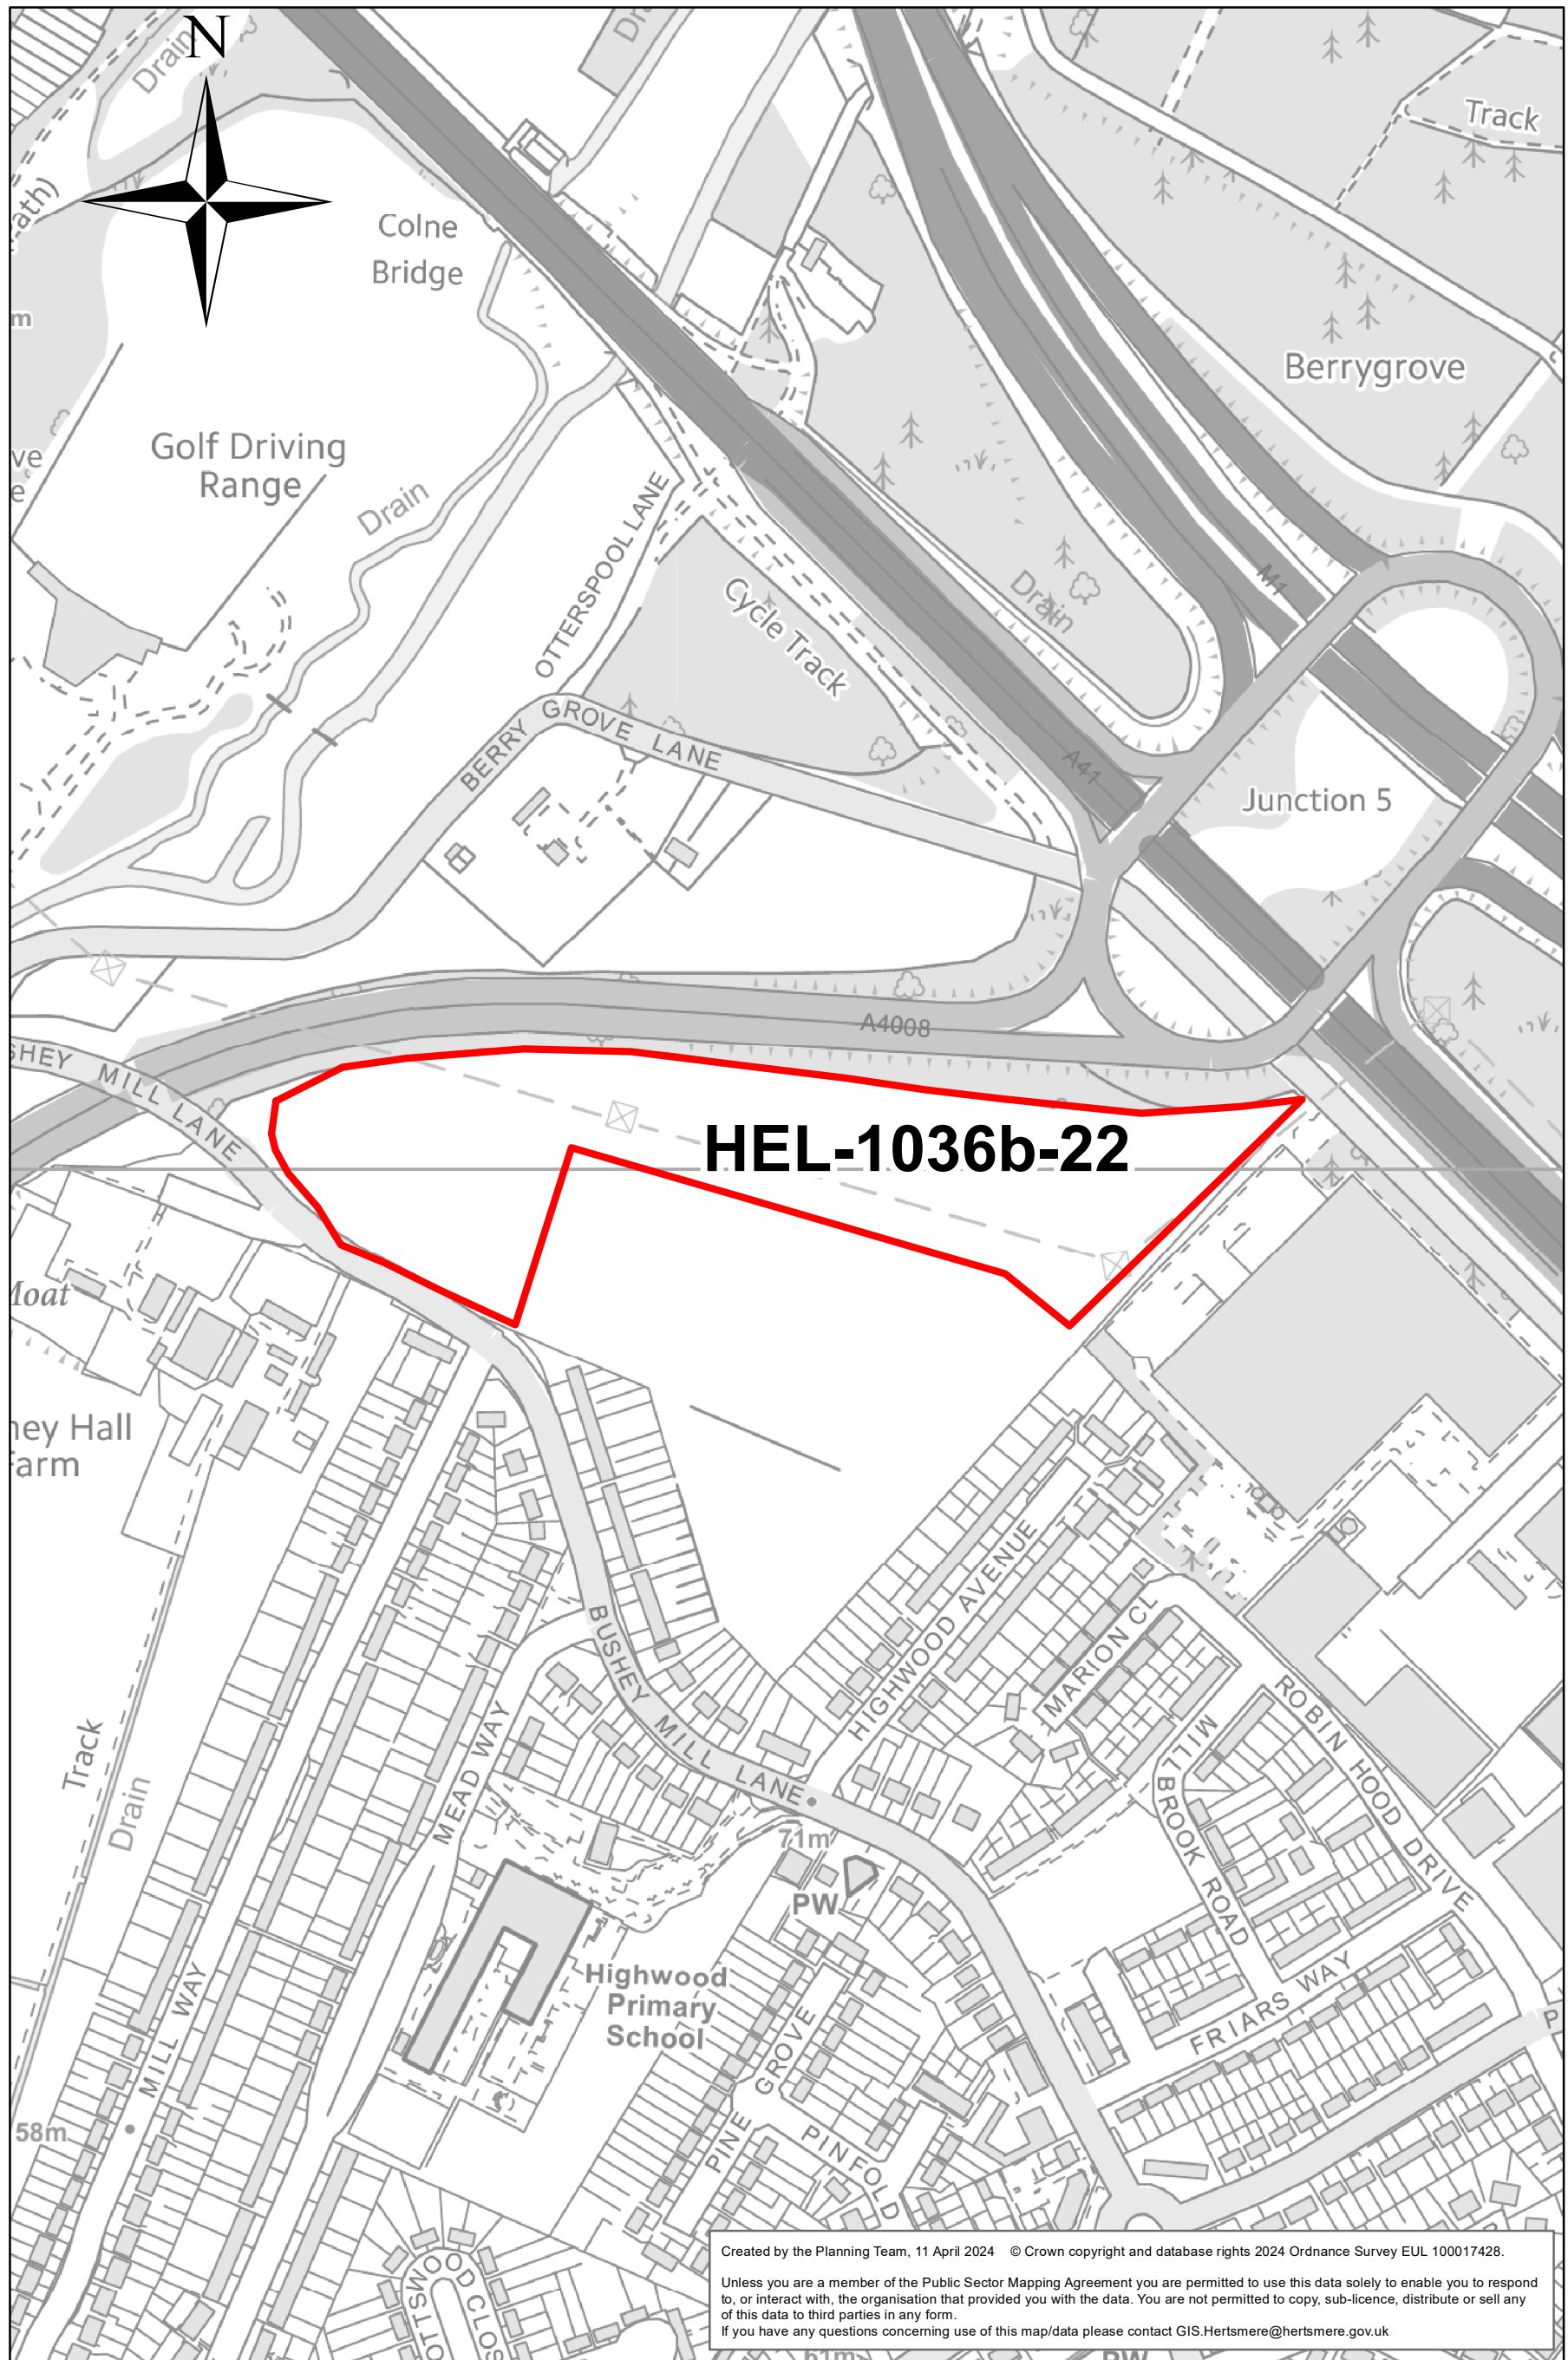 N
Drain
Track
Colne
Bridge
Berrygrove
Golf Driving
Range
Drain
OTTERSPOOL LANE
Cycle Track
Drain
M1
BERRY GROVE LANE
A41
Junction 5
A4008
MILL LANE
HEL-1036b-22
Moat
Farm
BUSHEY MILL LANE
HIGHWOOD AVENUE
MARION CL
MILL BROOK ROAD
ROBIN HOOD DRIVE
Track
Drain
MEAD WAY
71m
PW
Highwood
Primary
School
MILL WAY
PINE GROVE
FRIARS WAY
58m
PINFOLD
61m
PW
Created by the Planning Team, 11 April 2024 © Crown copyright and database rights 2024 Ordnance Survey EUL 100017428.
Unless you are a member of the Public Sector Mapping Agreement you are permitted to use this data solely to enable you to respond
to, or interact with, the organisation that provided you with the data. You are not permitted to copy, sub-licence, distribute or sell any
of this data to third parties in any form.
If you have any questions concerning use of this map/data please contact GIS.Hertsmere@hertsmere.gov.uk